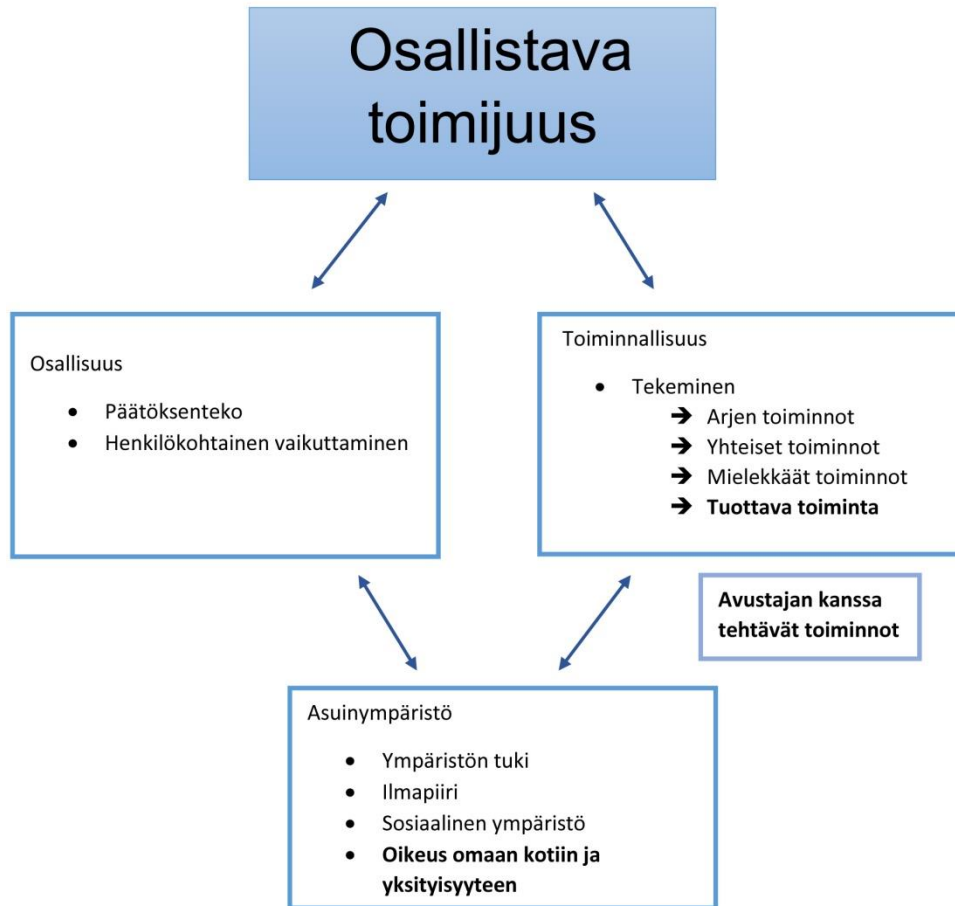 Osallistava
toimijuus
Osallisuus
• Päätöksenteko
• Henkilökohtainen vaikuttaminen
Toiminnallisuus
• Tekeminen
➔ Arjen toiminnot
➔ Yhteiset toiminnot
➔ Mielekkäät toiminnot
➔ Tuottava toiminta
Avustajan kanssa
tehtävät toiminnot
Asuinympäristö
• Ympäristön tuki
• Ilmapiiri
• Sosiaalinen ympäristö
• Oikeus omaan kotiin ja
yksityisyyteen